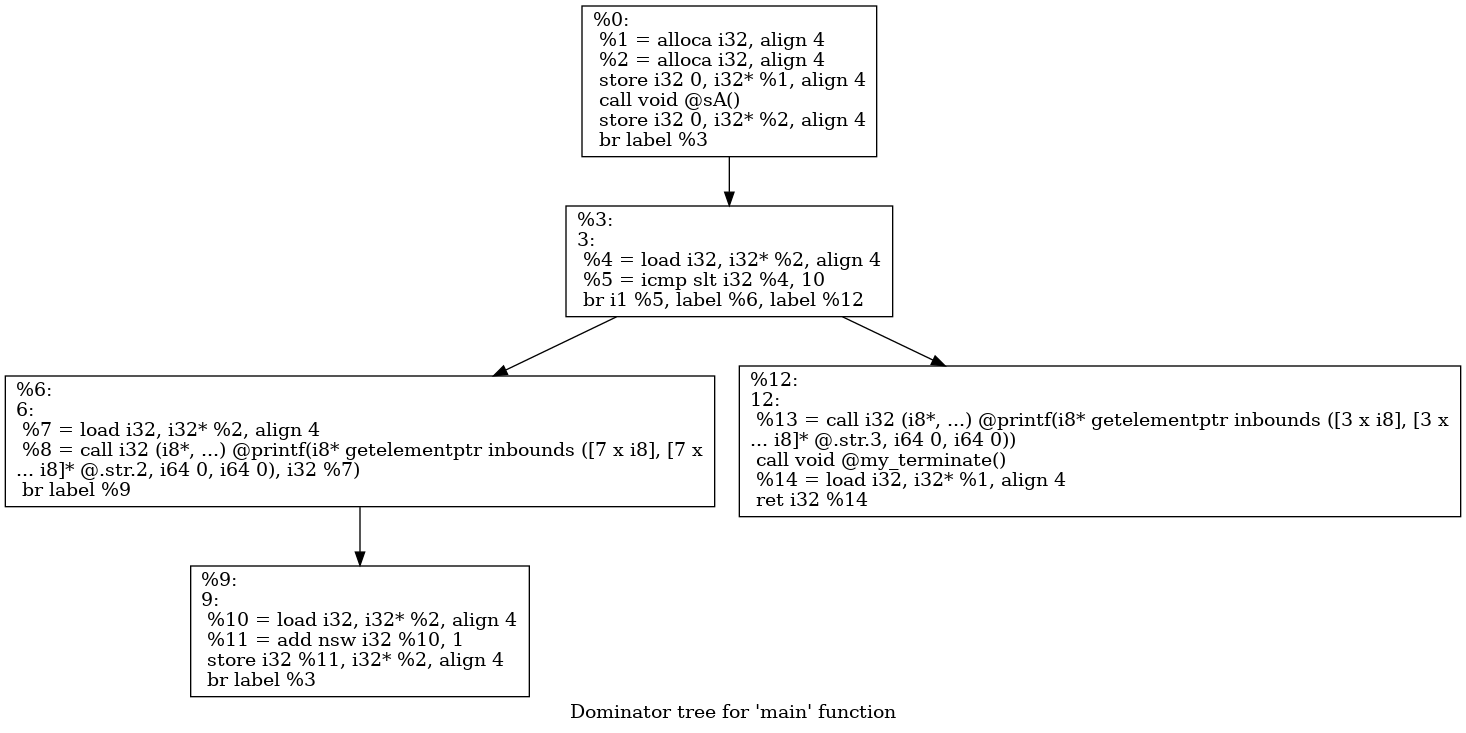 %0:
%1 = alloca i32, align 4
%2 = alloca i32, align 4
store i32 0, i32* %1, align 4
call void @sA()
store i32 0, i32* %2, align 4
br label %3
%3:
3:
%4 = load i32, i32* %2, align 4
%5 = icmp slt i32 %4, 10
br i1 %5, label %6, label %12
%6:
6:
%7 = load i32, i32* %2, align 4
%8 = call i32 (i8*, ...) @printf(i8* getelementptr inbounds ([7 x i8], [7 x
... i8]* @.str.2, i64 0, i64 0), i32 %7)
br label %9
%12:
12:
%13 = call i32 (i8*, ...) @printf(i8* getelementptr inbounds ([3 x i8], [3 x
... i8]* @.str.3, i64 0, i64 0))
call void @my_terminate()
%14 = load i32, i32* %1, align 4
ret i32 %14
%9:
9:
%10 = load i32, i32* %2, align 4
%11 = add nsw i32 %10, 1
store i32 %11, i32* %2, align 4
br label %3
Dominator tree for 'main' function